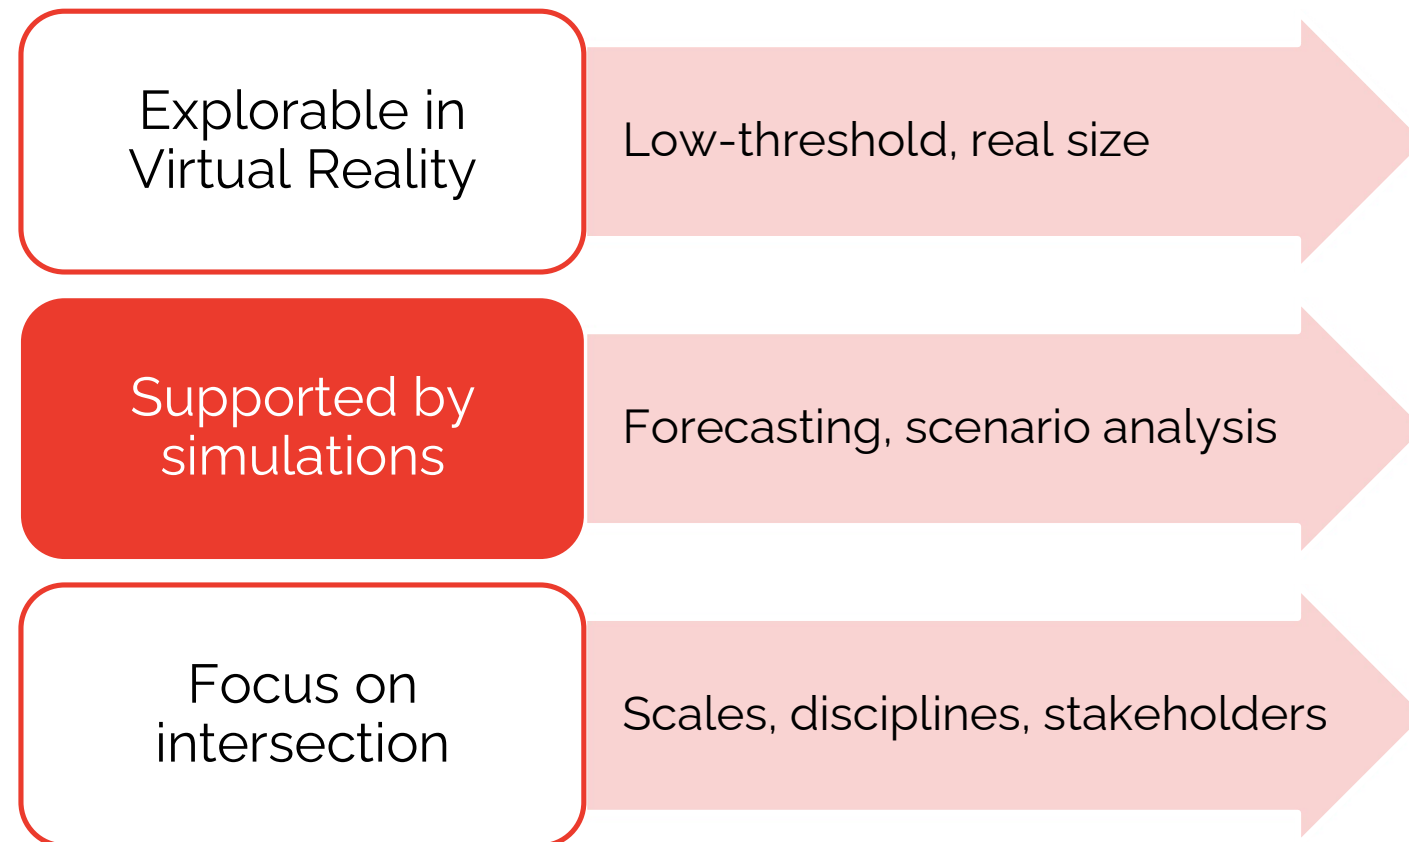 Explorable in
Virtual Reality
Low-threshold, real size
Supported by
simulations
Forecasting, scenario analysis
Focus on
intersection
Scales, disciplines, stakeholders